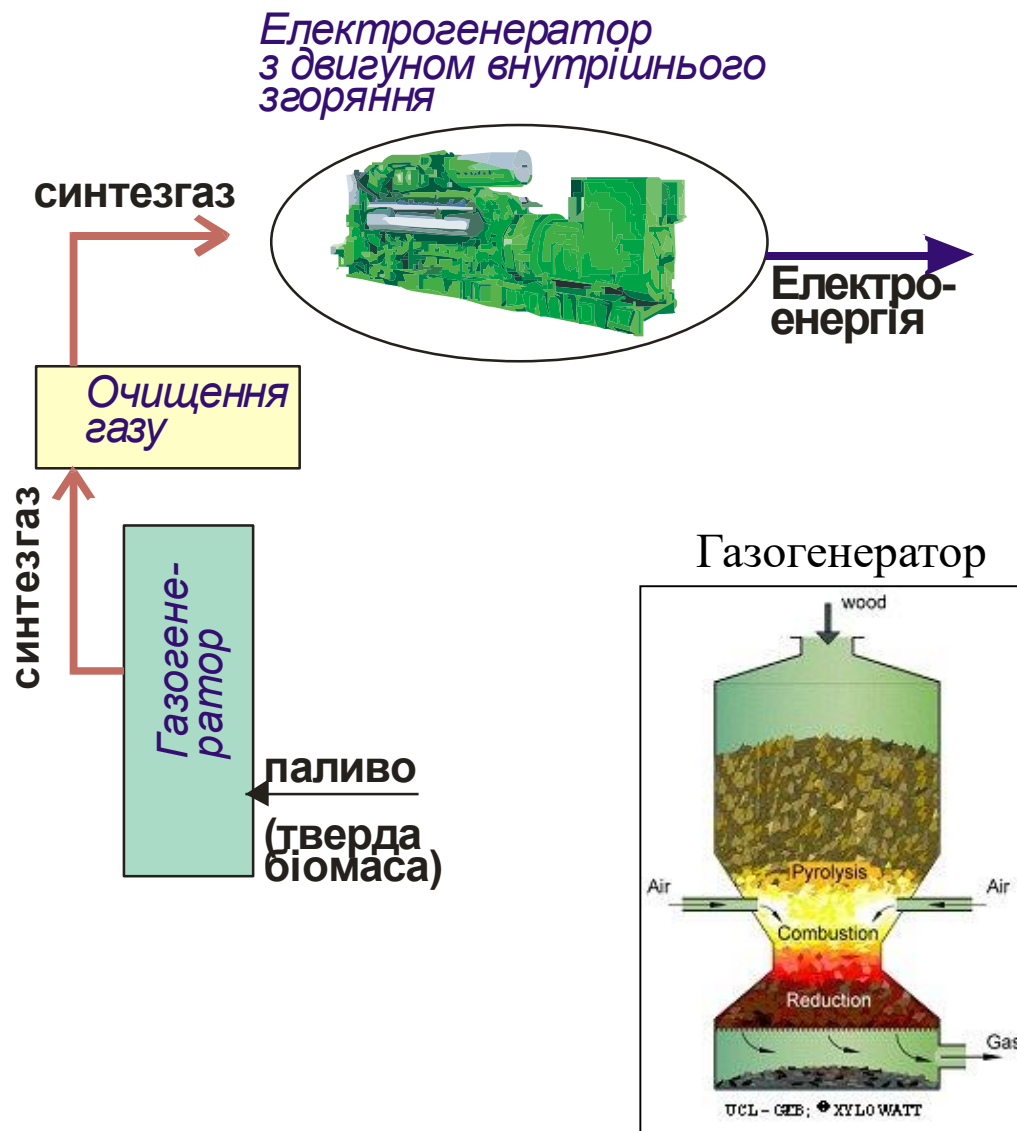 Електрогенератор
з двигуном внутрішнього
згоряння
синтезгаз
Електро-
енергія
Очищення
газу
синтезгаз
Газогене-
ратор
паливо
(тверда
біомаса)
Газогенератор
wood
Pyrolysis
Air
Air
Combustion
Reduction
Gas
UCL-GEB; XYLOWATT